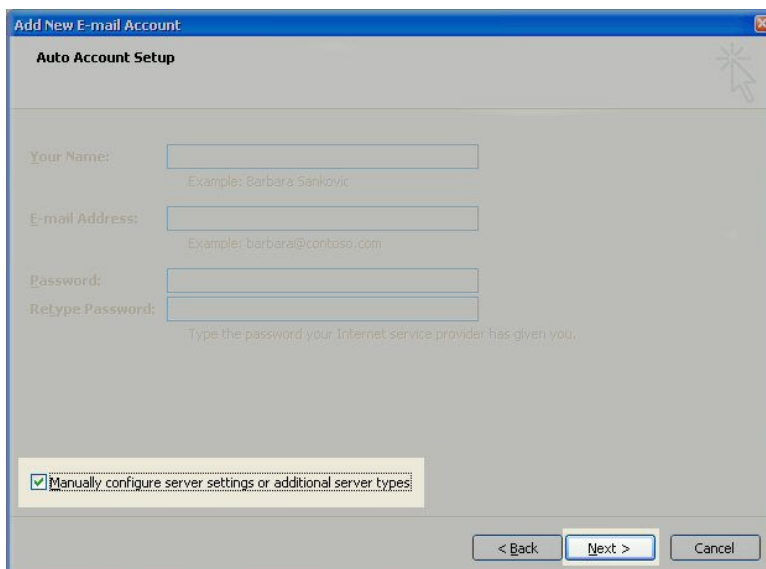 Add New E-mail Account
Auto Account Setup
Your Name:
Example: Barbara Sankovic
E-mail Address:
Example: barbara@contoso.com
Password:
Retype Password:
Type the password your Internet service provider has given you.
Manually configure server settings or additional server types
< Back Next > Cancel